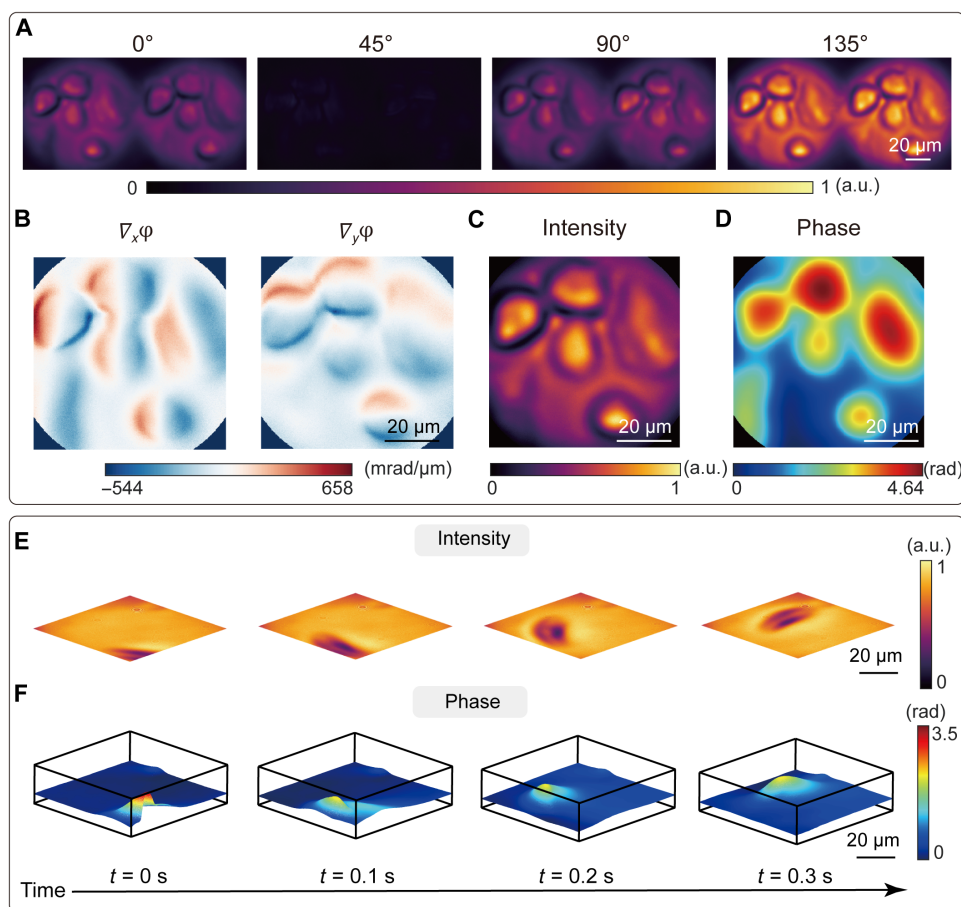 A
0° 45° 90° 135°
20 µm
0 1 (a.u.)
B ∇xφ ∇yφ C Intensity D Phase
20 µm 20 µm 20 µm
(mrad/µm) (a.u.) (rad)
−544 658 0 1 0 4.64
E Intensity (a.u.)
1
20 µm
0
F Phase (rad)
3.5
20 µm
0
t = 0 s t = 0.1 s t = 0.2 s t = 0.3 s
Time